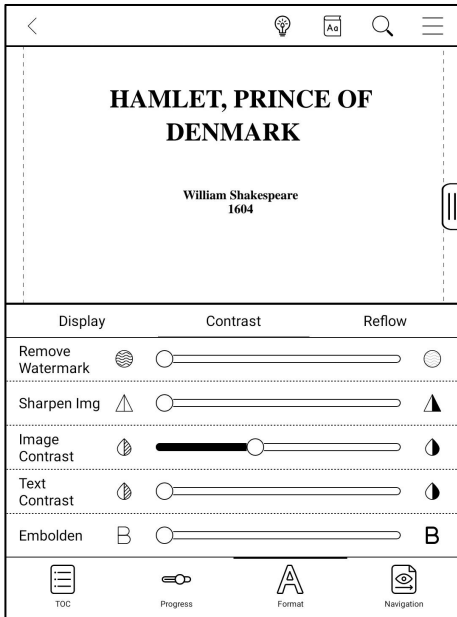 Aa
HAMLET, PRINCE OF
DENMARK
William Shakespeare
1604
Display Contrast Reflow
Remove
Watermark
Sharpen Img
Image
Contrast
Text
Contrast
Embolden B B
A
TOC Progress Format Navigation